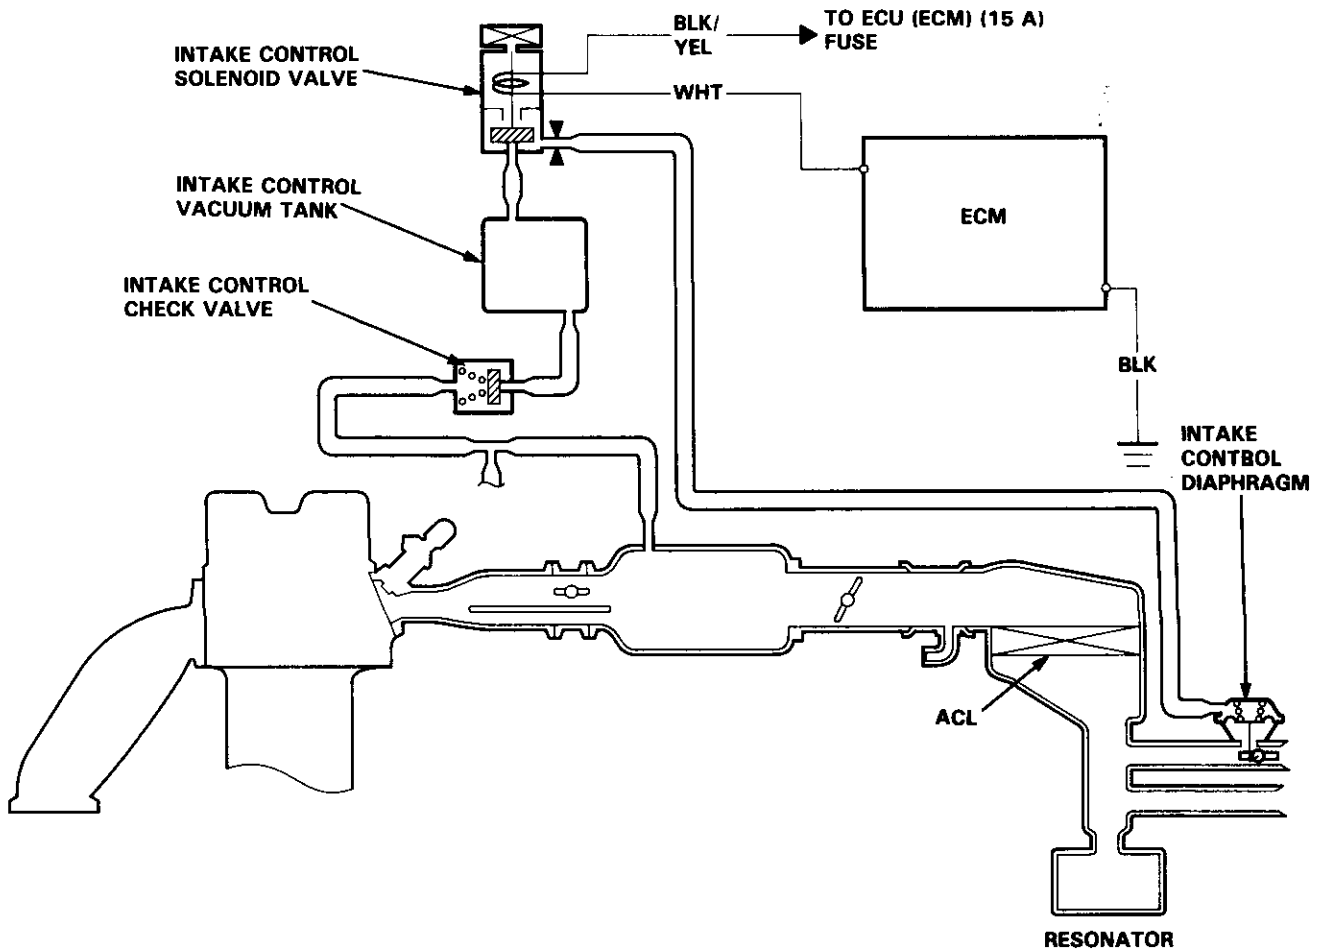 BLK/
YEL
TO ECU (ECM) (15 A)
FUSE
INTAKE CONTROL
SOLENOID VALVE
WHT
INTAKE CONTROL
VACUUM TANK
ECM
INTAKE CONTROL
CHECK VALVE
BLK
INTAKE
CONTBOL
DIAPHRAGM
ACL
RESONATOR